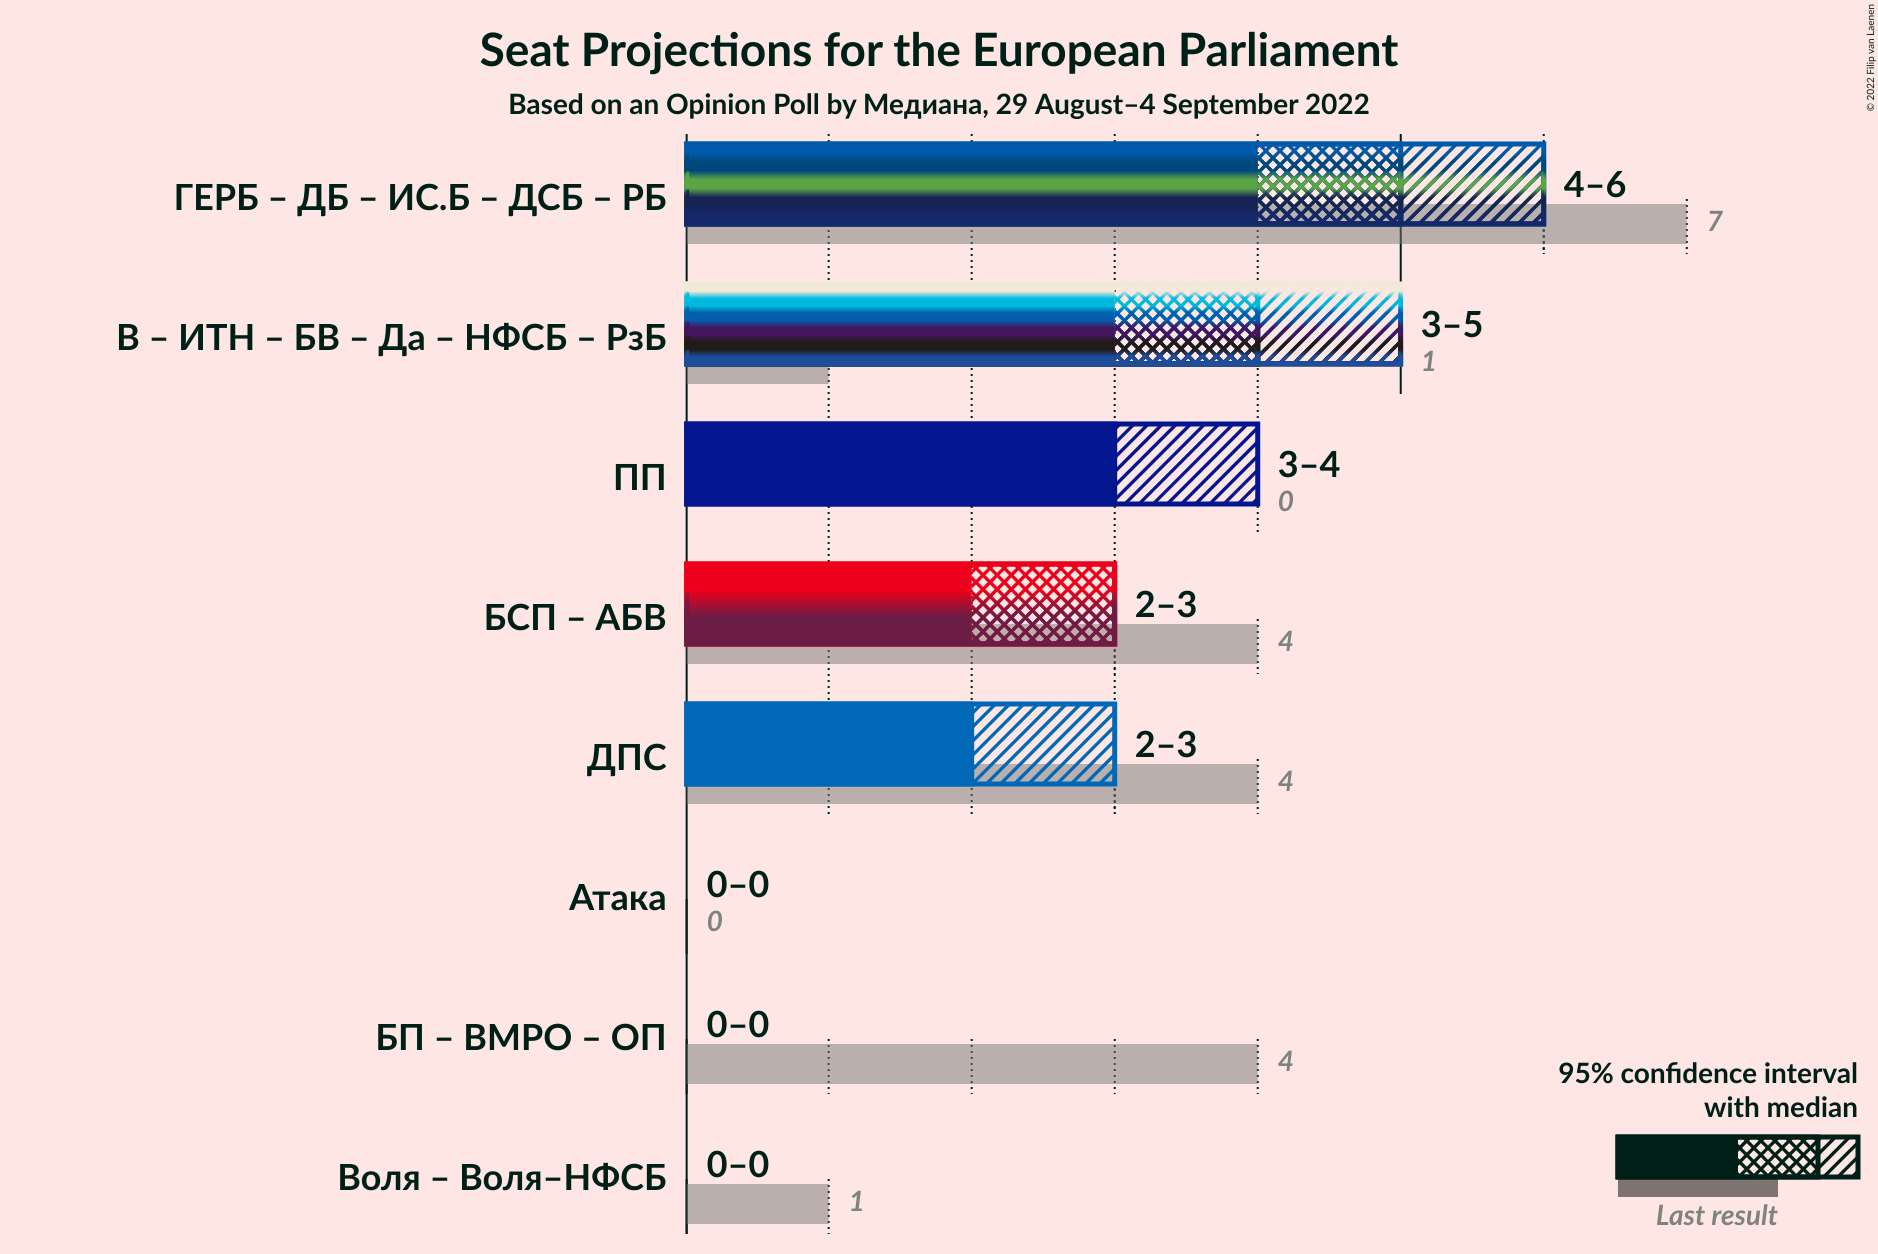 Seat Projections for the European Parliament
Based on an Opinion Poll by Медиана, 29 August–4 September 2022
© 2022 Filip van Laenen
ГЕРБ – ДБ – ИС.Б – ДСБ – РБ
4–6
7
В – ИТН – БВ – Да – НФСБ – РзБ
3–5
1
ПП
3–4
0
БСП – АБВ
2–3
4
ДПС
2–3
4
Атака
0–0
0
БП – ВМРО – ОП
0–0
4
Воля – Воля–НФСБ
0–0
1
95% confidence interval
with median
Last result